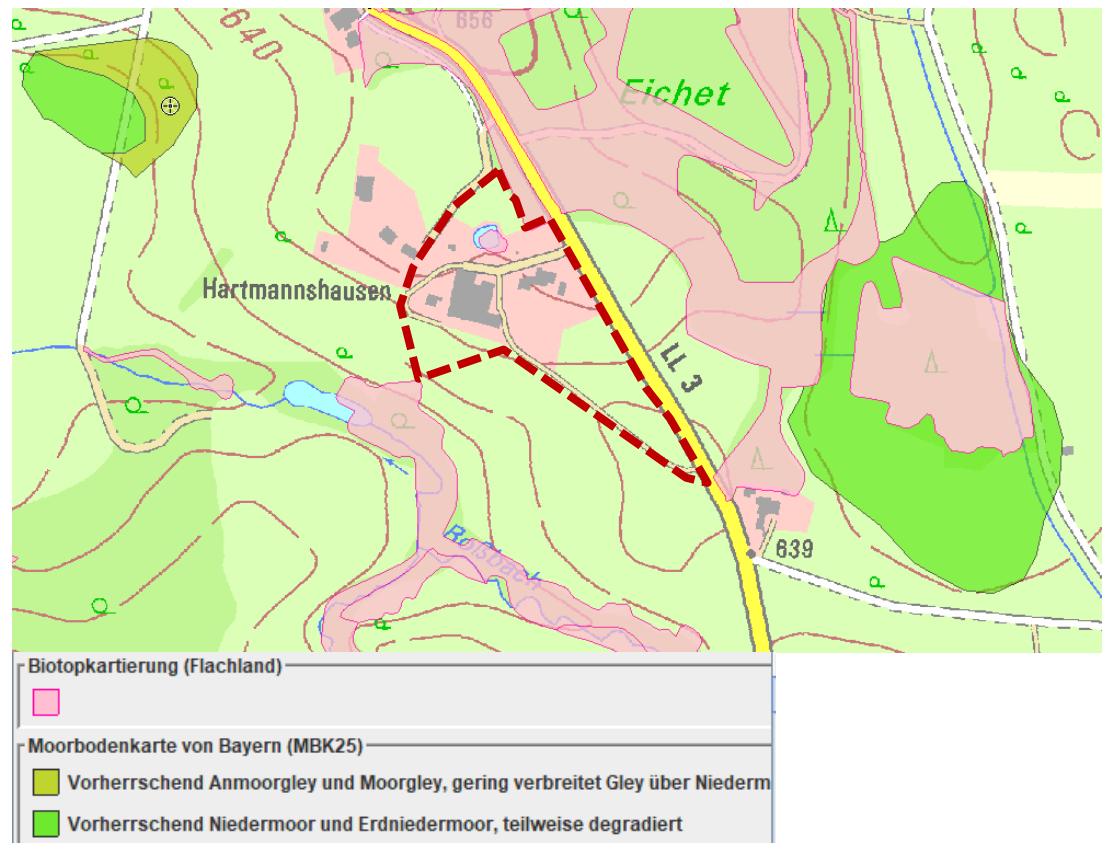 656
640
Eichet
Hartmannshausen
LL 3
Roßbach
639
Biotopkartierung (Flachland)
Moorbodenkarte von Bayern (MBK25)
Vorherrschend Anmoorgley und Moorgley, gering verbreitet Gley über Niederm
Vorherrschend Niedermoor und Erdniedermoor, teilweise degradiert